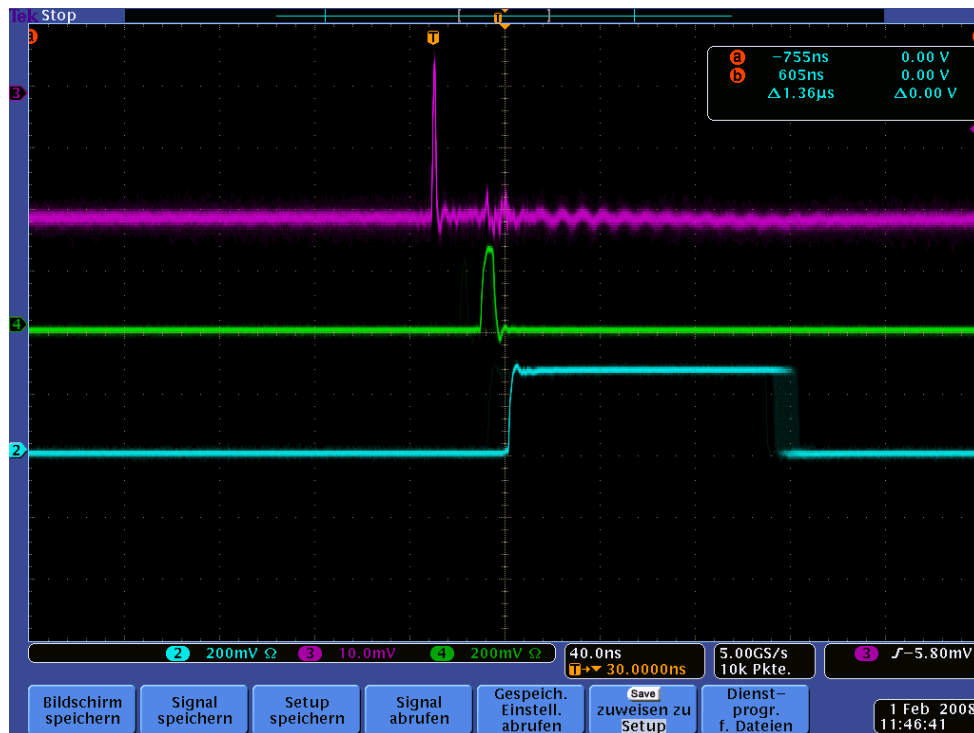 Tek Stop
T
T
a
a -755ns 0.00 V
b 605ns 0.00 V
Δ1.36µs Δ0.00 V
3
4
2
2 200mV Ω 3 10.0mV 4 200mV Ω
40.0ns
T→▼ 30.0000ns
5.00GS/s
10k Pkte.
3 ∫−5.80mV
Bildschirm
speichern
Signal
speichern
Setup
speichern
Signal
abrufen
Gespeich.
Einstell.
abrufen
Save
zuweisen zu
Setup
Dienst−
progr.
f. Dateien
1 Feb 2008
11:46:41